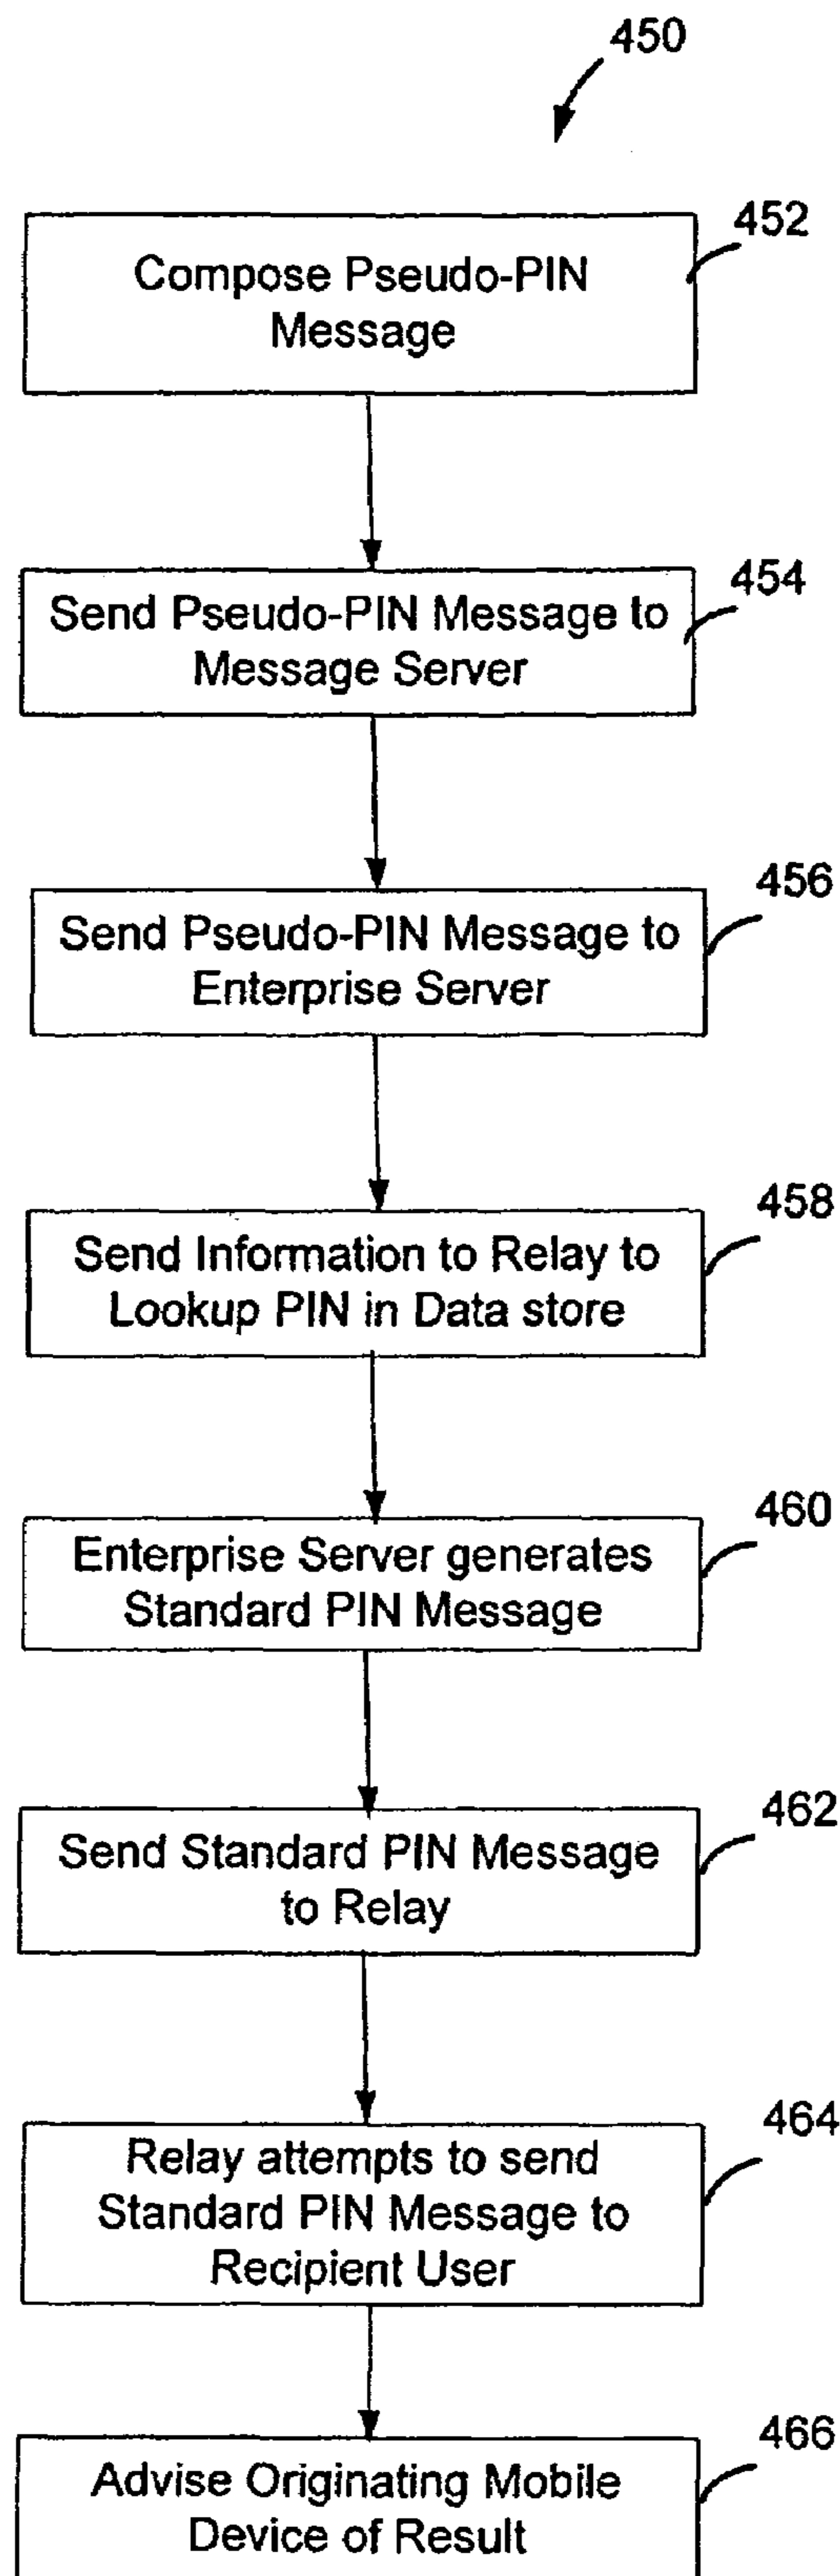 450
452
Compose Pseudo-PIN
Message
454
Send Pseudo-PIN Message to
Message Server
456
Send Pseudo-PIN Message to
Enterprise Server
458
Send Information to Relay to
Lookup PIN in Data store
460
Enterprise Server generates
Standard PIN Message
462
Send Standard PIN Message
to Relay
464
Relay attempts to send
Standard PIN Message to
Recipient User
466
Advise Originating Mobile
Device of Result